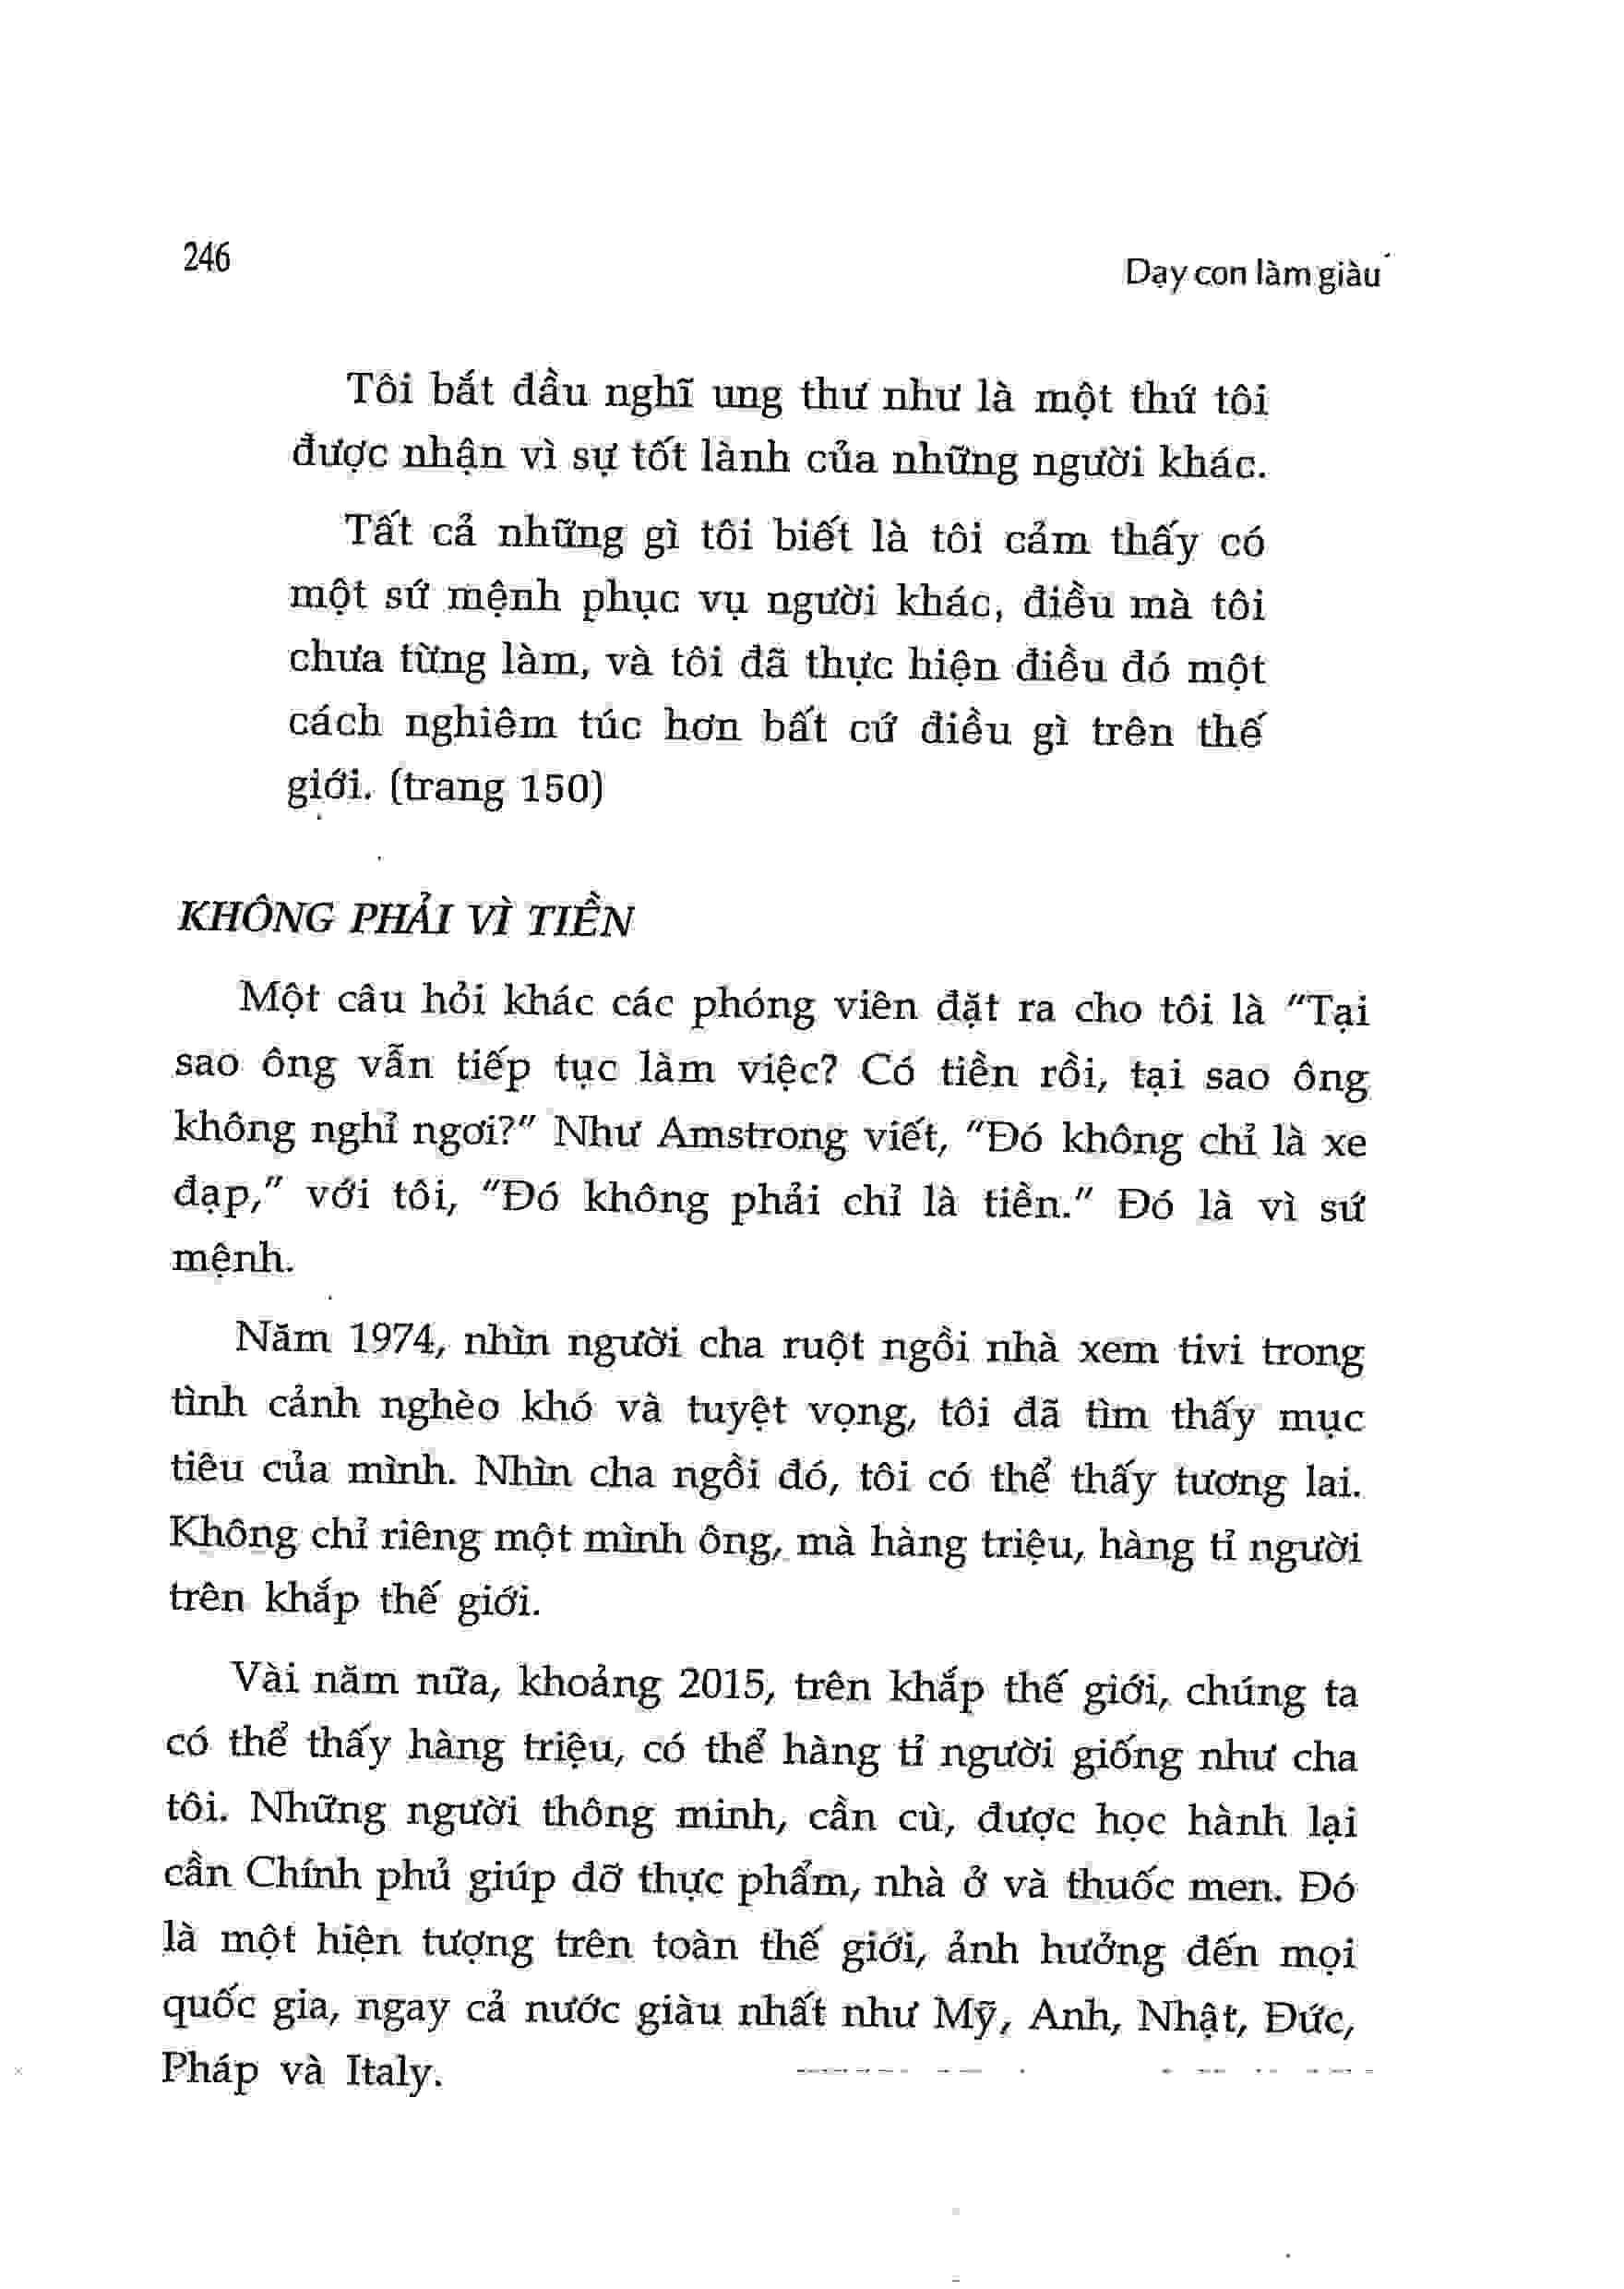 246
Dạy con làm giàu
Tôi bắt đầu nghĩ ung thư như là một thứ tôi
được nhận vì sự tốt lành của những người khác.
Tất cả những gì tôi biết là tôi cảm thấy có
một sứ mệnh phục vụ người khác, điều mà tôi
chưa từng làm, và tôi đã thực hiện điều đó một
cách nghiêm túc hơn bất cứ điều gì trên thế
giới. (trang 150)
KHÔNG PHẢI VÌ TIỀN
Một câu hỏi khác các phóng viên đặt ra cho tôi là "Tại
sao ông vẫn tiếp tục làm việc? Có tiền rồi, tại sao ông
không nghỉ ngơi?" Như Amstrong viết, "Đó không chỉ là xe
đạp," với tôi, "Đó không phải chỉ là tiền." Đó là vì sứ
mệnh.
Năm 1974, nhìn người cha ruột ngồi nhà xem tivi trong
tình cảnh nghèo khó và tuyệt vọng, tôi đã tìm thấy mục
tiêu của mình. Nhìn cha ngồi đó, tôi có thể thấy tương lai.
Không chỉ riêng một mình ông, mà hàng triệu, hàng tỉ người
trên khắp thế giới.
Vài năm nữa, khoảng 2015, trên khắp thế giới, chúng ta
có thể thấy hàng triệu, có thể hàng tỉ người giống như cha
tôi. Những người thông minh, cần cù, được học hành lại
cần Chính phủ giúp đỡ thực phẩm, nhà ở và thuốc men. Đó
là một hiện tượng trên toàn thế giới, ảnh hưởng đến mọi
quốc gia, ngay cả nước giàu nhất như Mỹ, Anh, Nhật, Đức,
Pháp và Italy.